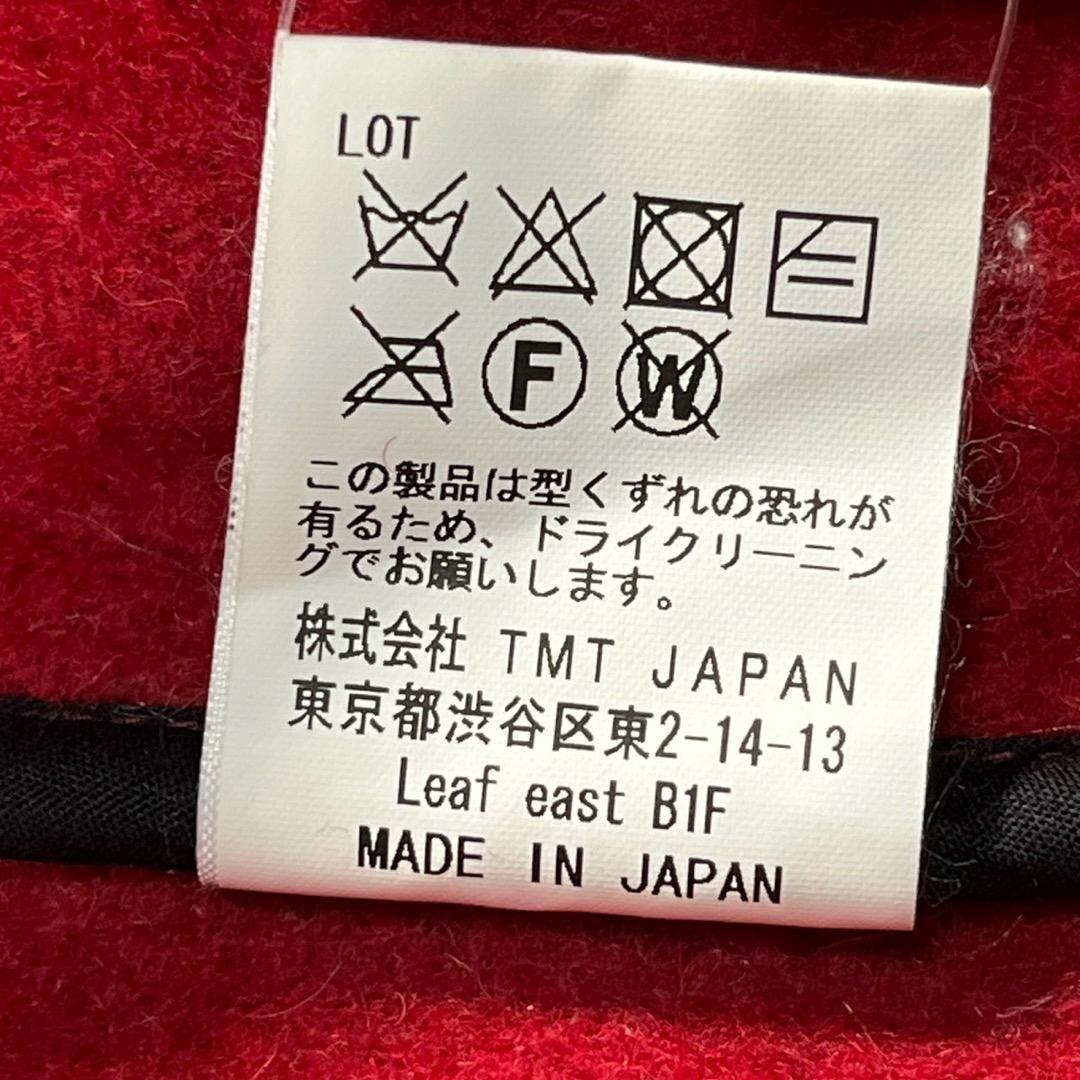 LOT
F W
この製品は型くずれの恐れが
有るため、ドライクリーニン
グでお願いします。
株式会社 TMT JAPAN
東京都渋谷区東2-14-13
Leaf east B1F
MADE IN JAPAN